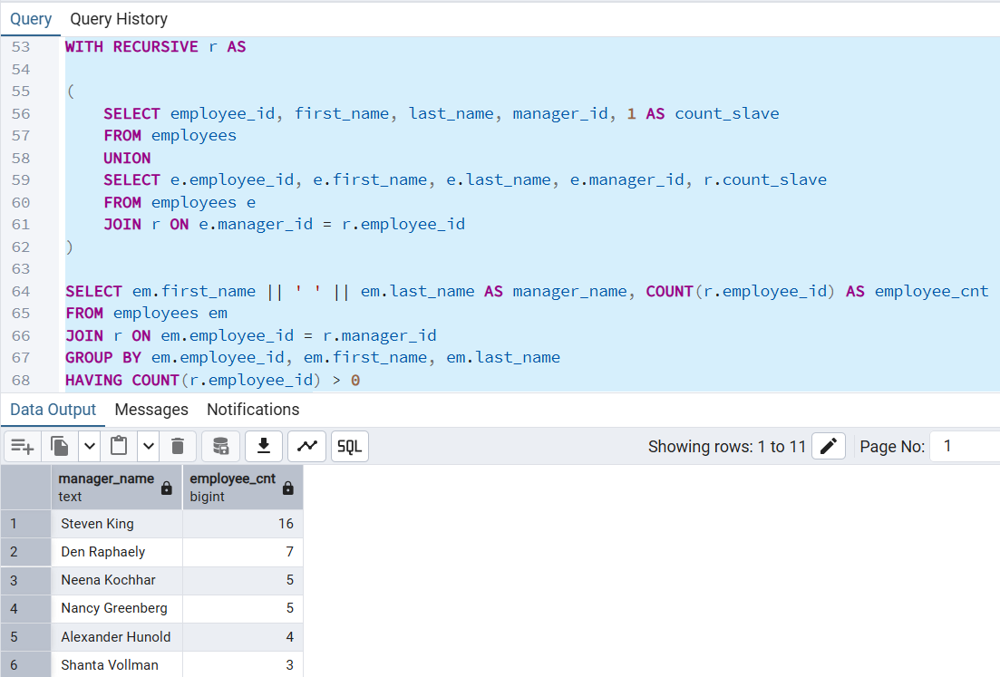 Query Query History
53 WITH RECURSIVE r AS
54
55 (
56 SELECT employee_id, first_name, last_name, manager_id, 1 AS count_slave
57 FROM employees
58 UNION
59 SELECT e.employee_id, e.first_name, e.last_name, e.manager_id, r.count_slave
60 FROM employees e
61 JOIN r ON e.manager_id = r.employee_id
62 )
63
64 SELECT em.first_name || ' ' || em.last_name AS manager_name, COUNT(r.employee_id) AS employee_cnt
65 FROM employees em
66 JOIN r ON em.employee_id = r.manager_id
67 GROUP BY em.employee_id, em.first_name, em.last_name
68 HAVING COUNT(r.employee_id) > 0
Data Output Messages Notifications
SQL Showing rows: 1 to 11 Page No: 1
manager_name employee_cnt
text bigint
1 Steven King 16
2 Den Raphaely 7
3 Neena Kochhar 5
4 Nancy Greenberg 5
5 Alexander Hunold 4
6 Shanta Vollman 3